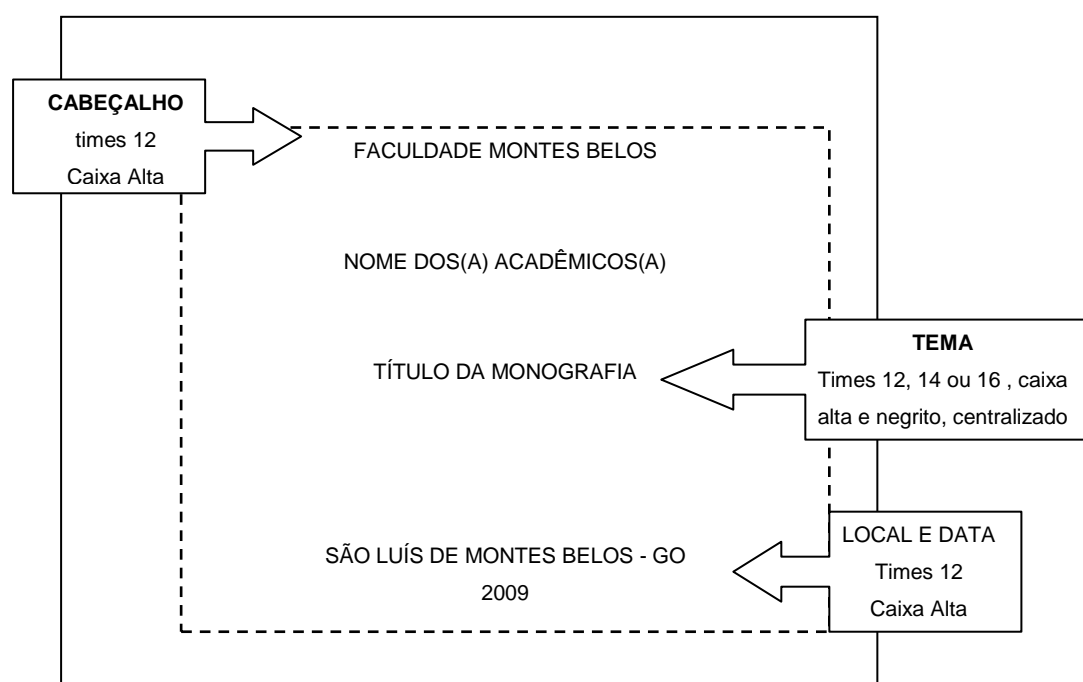 CABEÇALHO
times 12
Caixa Alta
FACULDADE MONTES BELOS
NOME DOS(A) ACADÊMICOS(A)
TÍTULO DA MONOGRAFIA
TEMA
Times 12, 14 ou 16 , caixa
alta e negrito, centralizado
SÃO LUÍS DE MONTES BELOS - GO
2009
LOCAL E DATA
Times 12
Caixa Alta